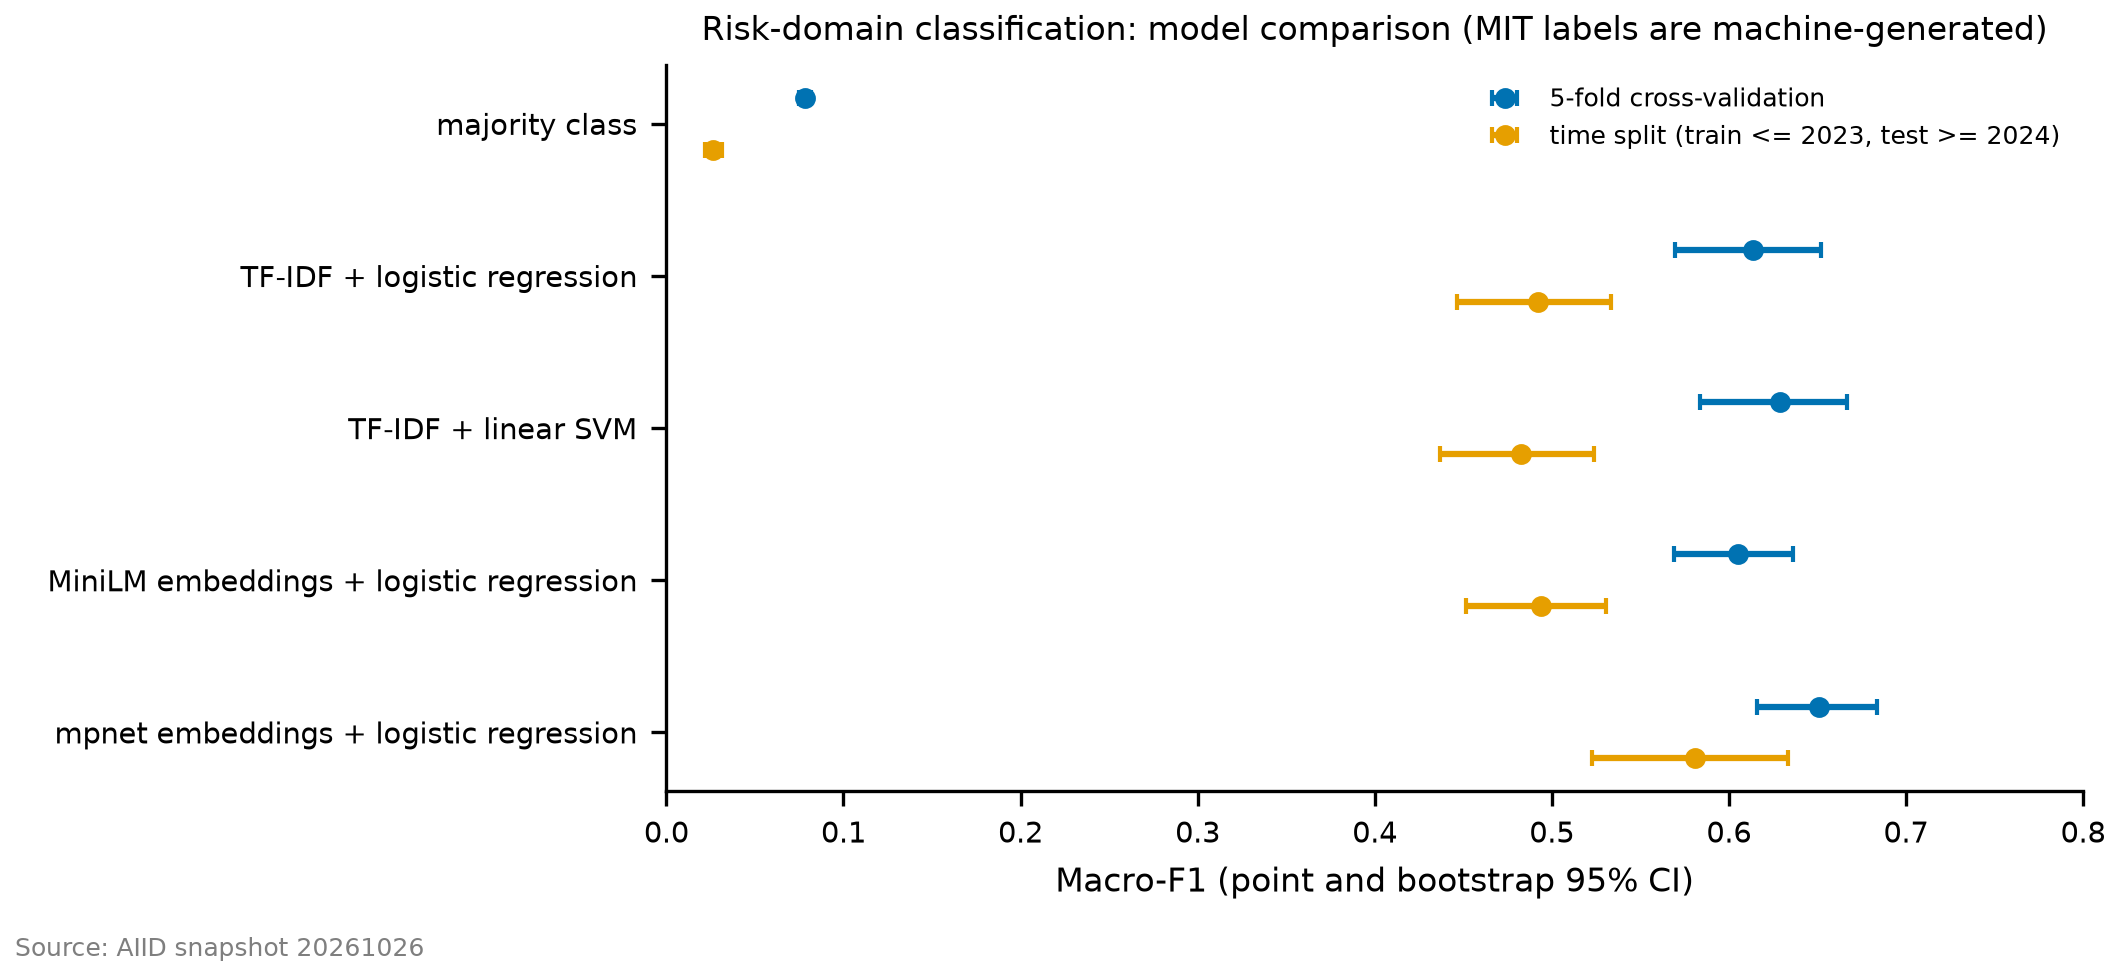 Risk-domain classification: model comparison (MIT labels are machine-generated)
5-fold cross-validation
time split (train <= 2023, test >= 2024)
majority class
TF-IDF + logistic regression
TF-IDF + linear SVM
MiniLM embeddings + logistic regression
mpnet embeddings + logistic regression
0.0 0.1 0.2 0.3 0.4 0.5 0.6 0.7 0.8
Macro-F1 (point and bootstrap 95% CI)
Source: AIID snapshot 20261026